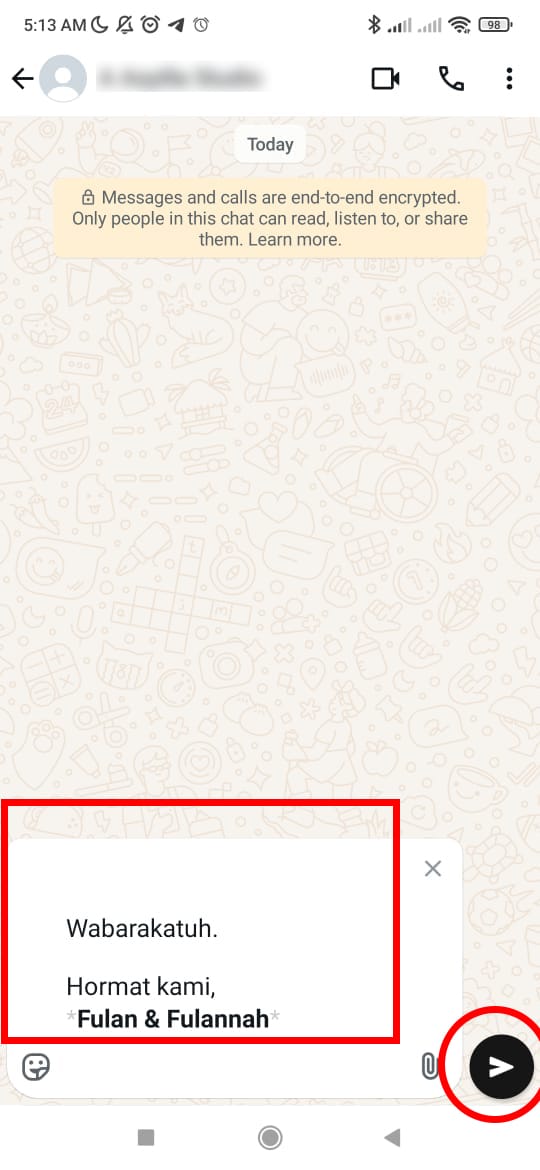 5:13 AM
98
Today
Messages and calls are end-to-end encrypted.
Only people in this chat can read, listen to, or share
them. Learn more.
24
Wabarakatuh.
Hormat kami,
*Fulan & Fulannah*